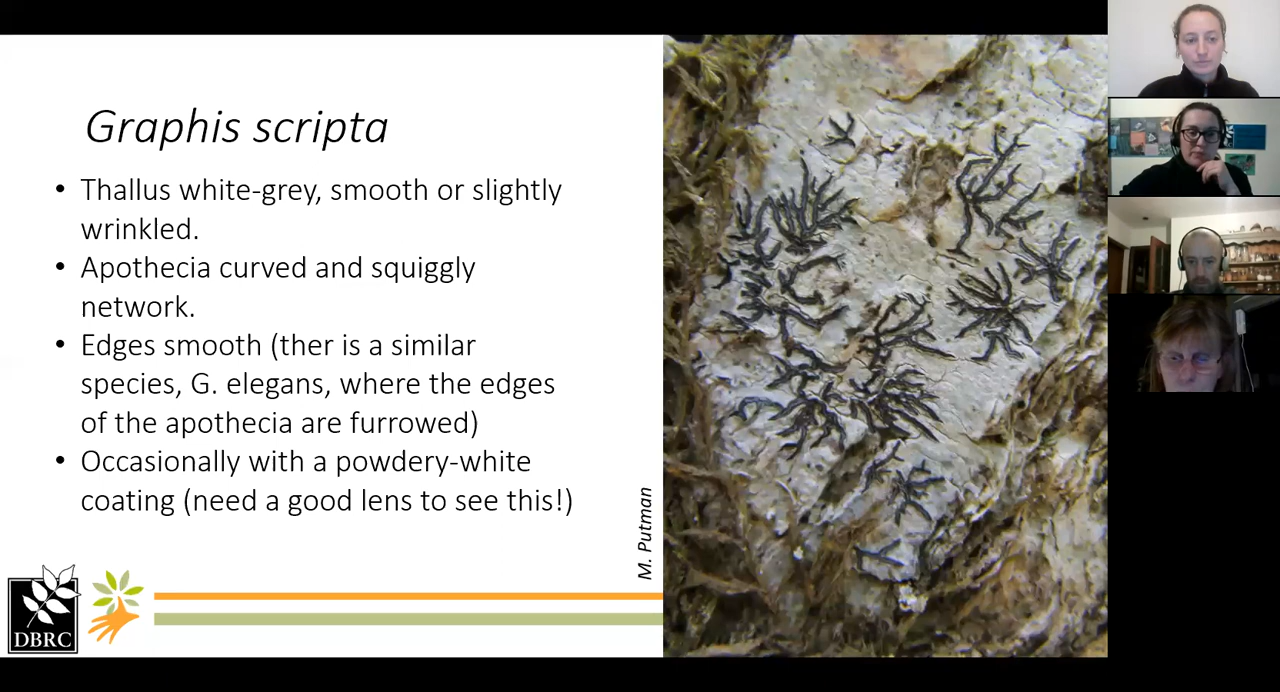 Graphis scripta
• Thallus white-grey, smooth or slightly
wrinkled.
• Apothecia curved and squiggly
network.
• Edges smooth (ther is a similar
species, G. elegans, where the edges
of the apothecia are furrowed)
• Occasionally with a powdery-white
coating (need a good lens to see this!)
M. Putman
DBRC